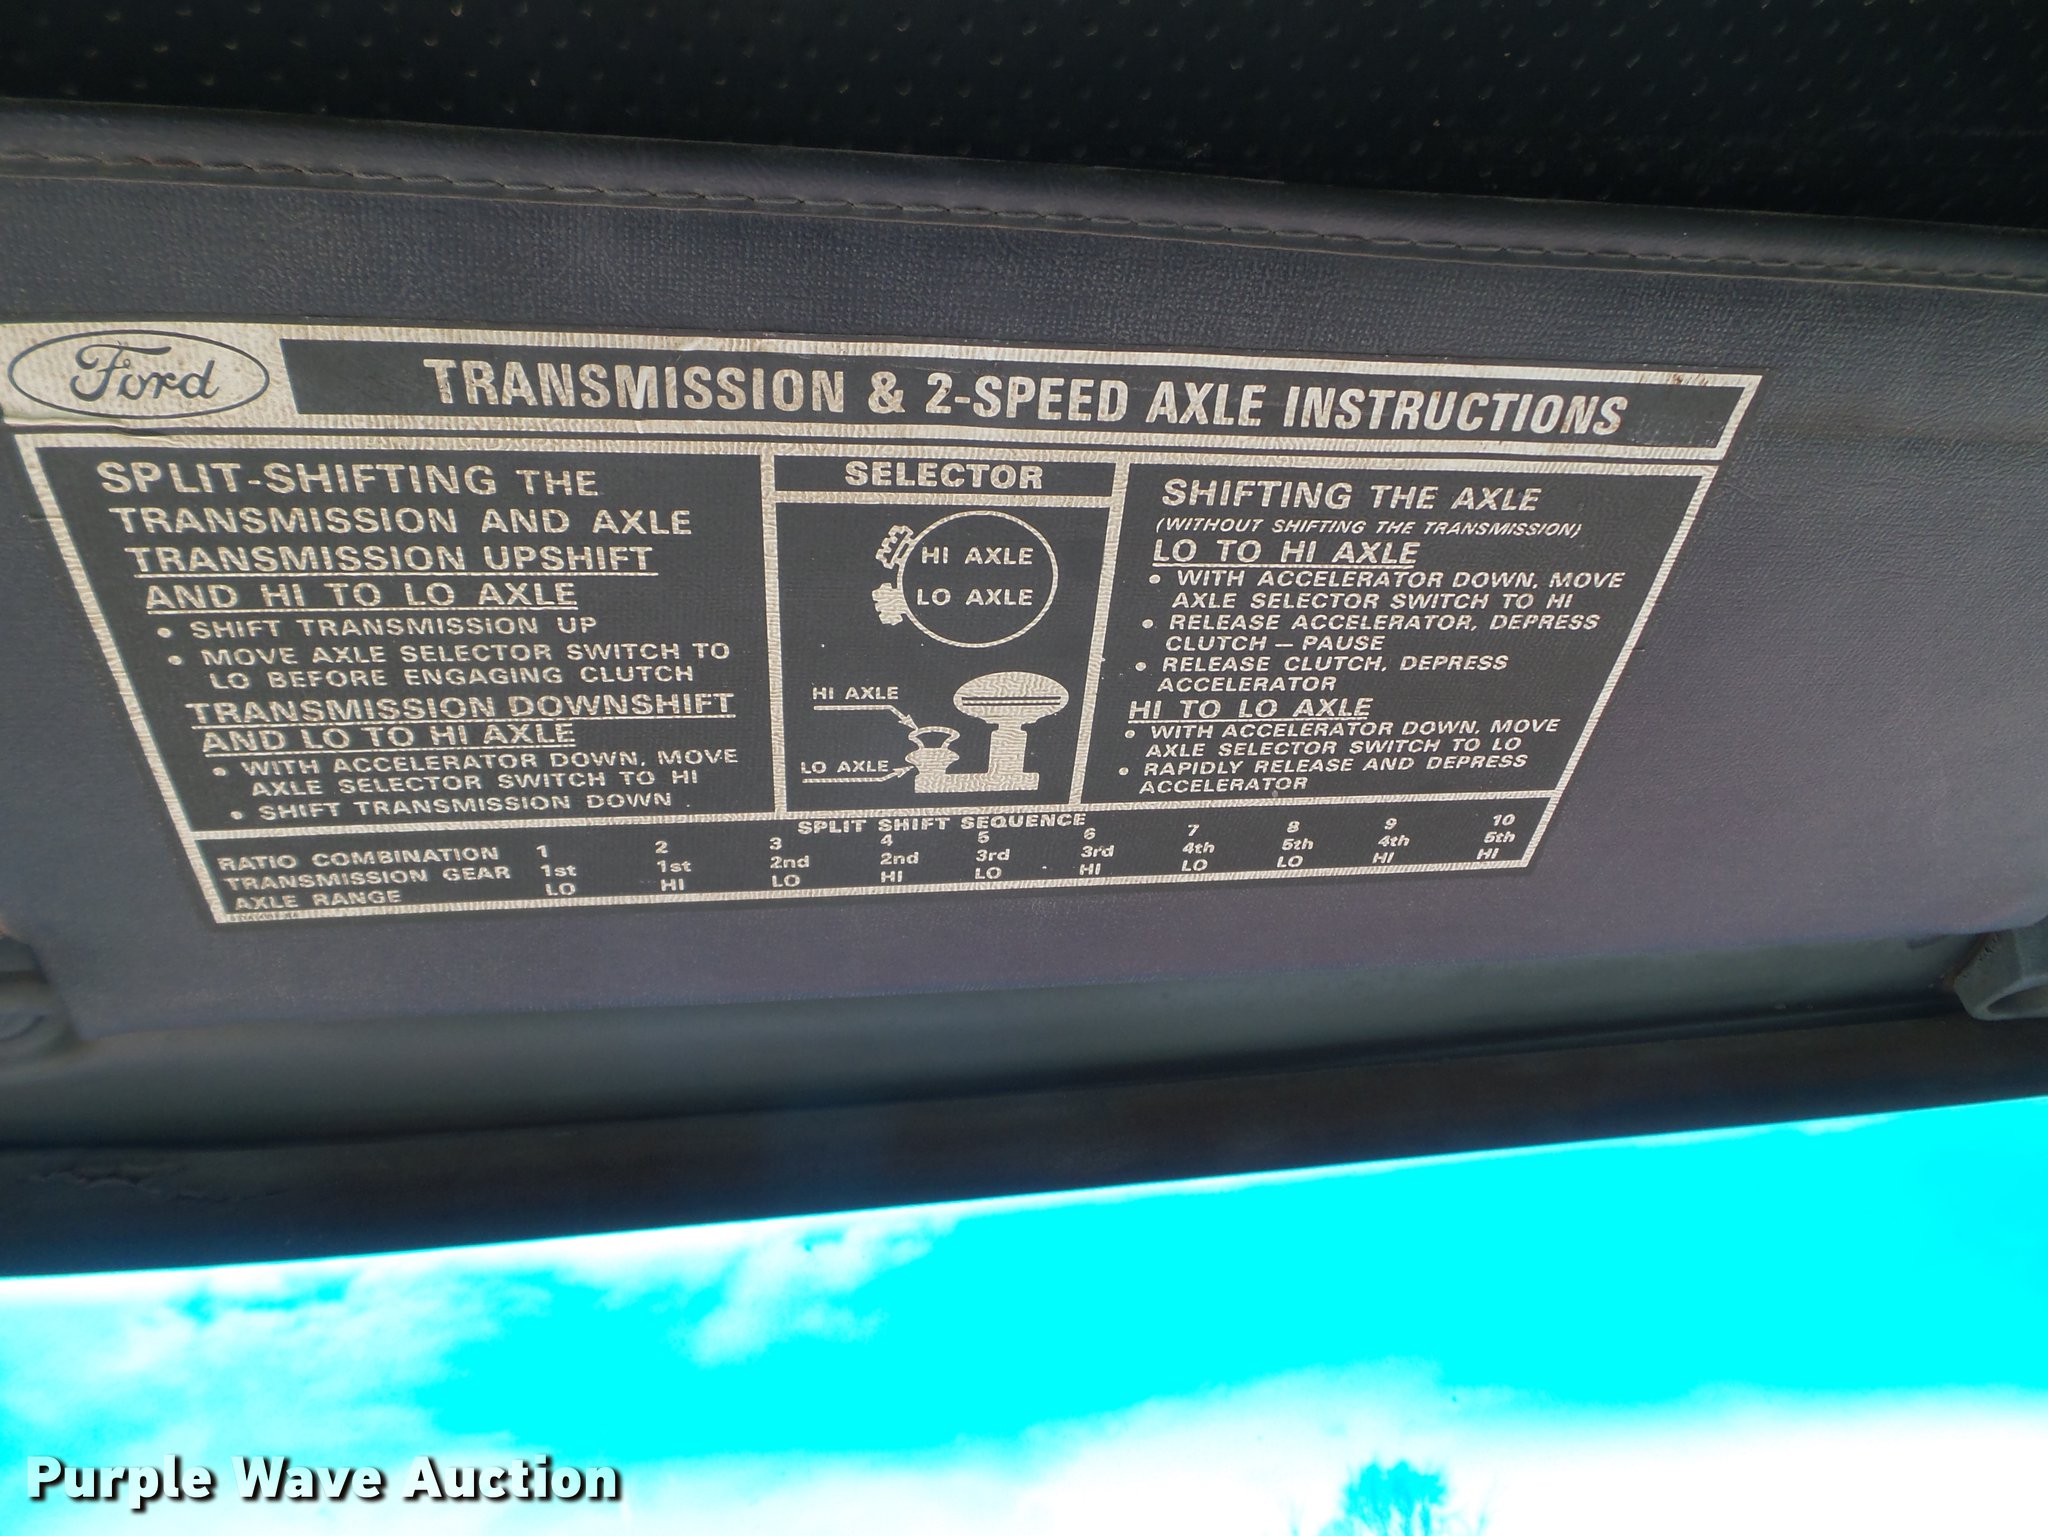 Ford
TRANSMISSION & 2-SPEED AXLE INSTRUCTIONS
SPLIT-SHIFTING THE
TRANSMISSION AND AXLE
TRANSMISSION UPSHIFT
AND HI TO LO AXLE
• SHIFT TRANSMISSION UP
• MOVE AXLE SELECTOR SWITCH TO
LO BEFORE ENGAGING CLUTCH
TRANSMISSION DOWNSHIFT
AND LO TO HI AXLE
• WITH ACCELERATOR DOWN, MOVE
AXLE SELECTOR SWITCH TO HI
• SHIFT TRANSMISSION DOWN
SELECTOR
HI AXLE
LO AXLE
HI AXLE
LO AXLE
SHIFTING THE AXLE
(WITHOUT SHIFTING THE TRANSMISSION)
LO TO HI AXLE
• WITH ACCELERATOR DOWN, MOVE
AXLE SELECTOR SWITCH TO HI
• RELEASE ACCELERATOR, DEPRESS
CLUTCH – PAUSE
• RELEASE CLUTCH, DEPRESS
ACCELERATOR
HI TO LO AXLE
• WITH ACCELERATOR DOWN, MOVE
AXLE SELECTOR SWITCH TO LO
• RAPIDLY RELEASE AND DEPRESS
ACCELERATOR
SPLIT SHIFT SEQUENCE
RATIO COMBINATION 1 2 3 4 5 6 7 8 9 10
TRANSMISSION GEAR 1st 1st 2nd 2nd 3rd 3rd 4th 5th 4th 5th
AXLE RANGE LO HI LO HI LO HI LO LO HI HI
Purple Wave Auction